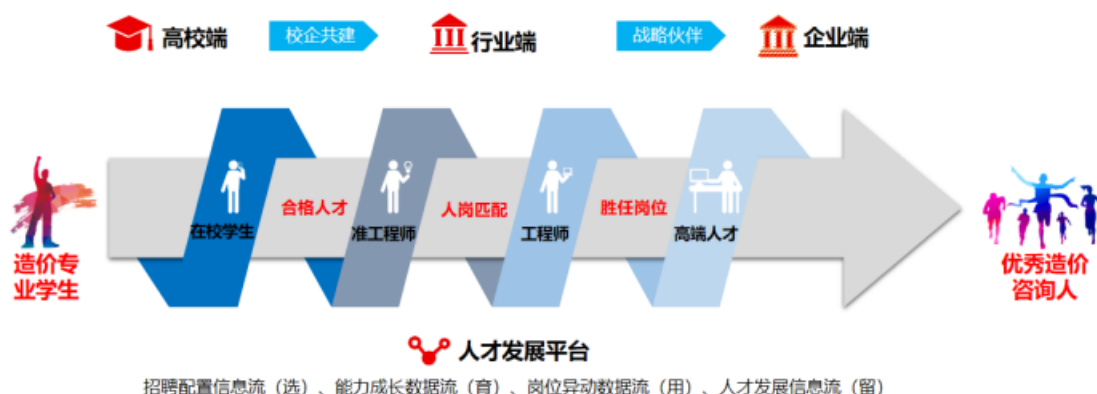 高校端
校企共建
行业端
战略伙伴
企业端
在校学生
合格人才
准工程师
人岗匹配
工程师
胜任岗位
高端人才
造价专
业学生
优秀造价
咨询人
人才发展平台
招聘配置信息流（选）、能力成长数据流（育）、岗位异动数据流（用）、人才发展信息流（留）